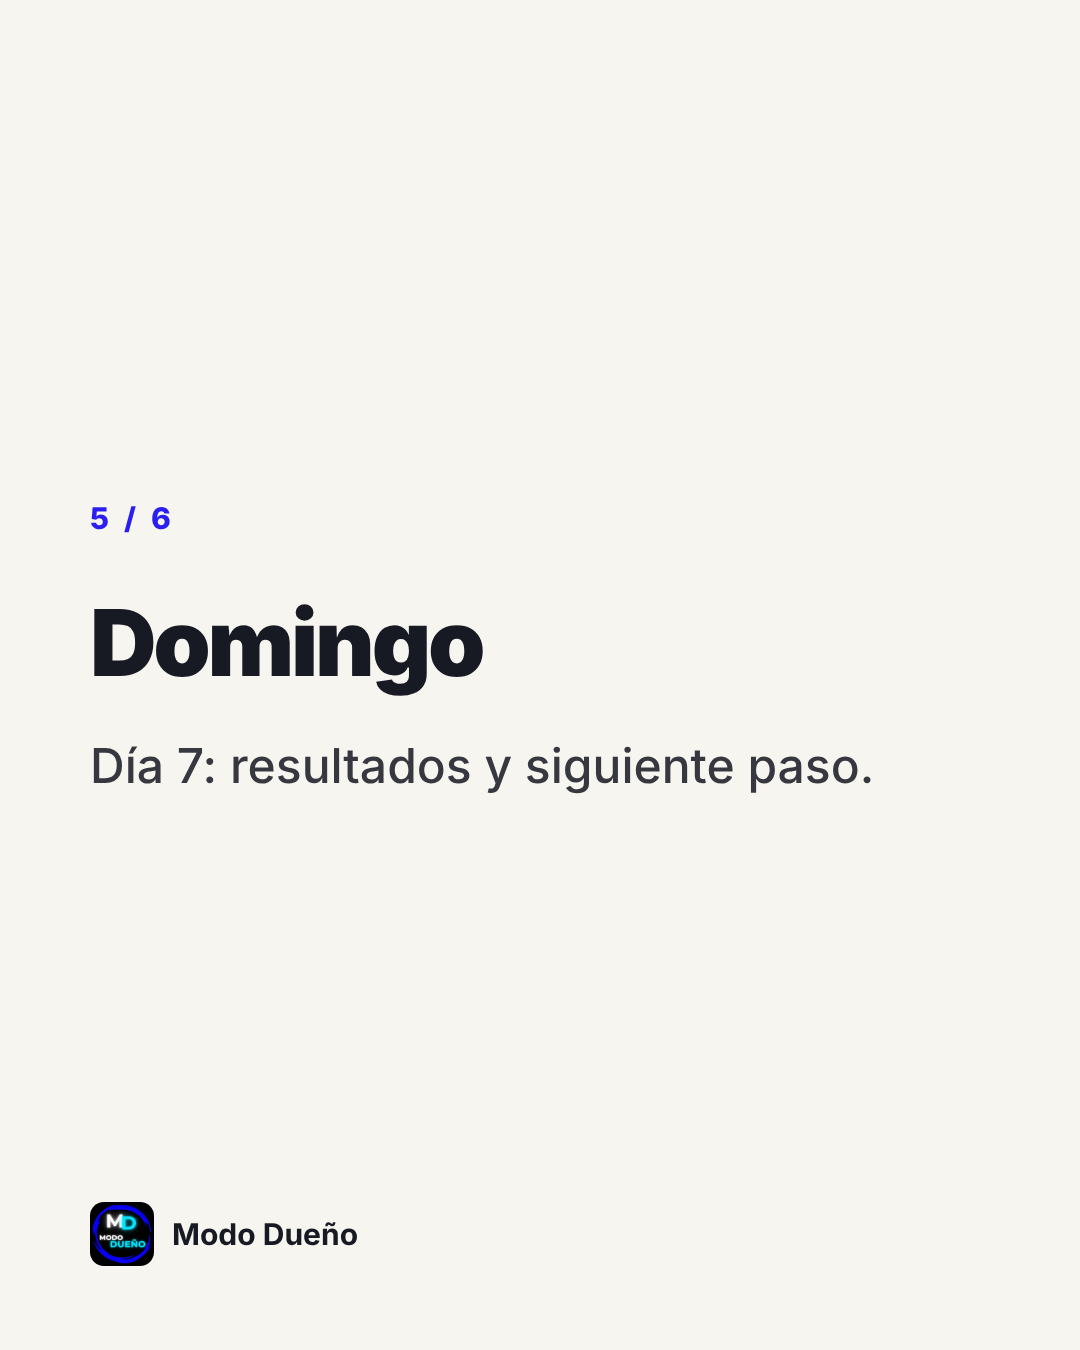 5 / 6
Domingo
Día 7: resultados y siguiente paso.
MD
MODO
DUEÑO
Modo Dueño